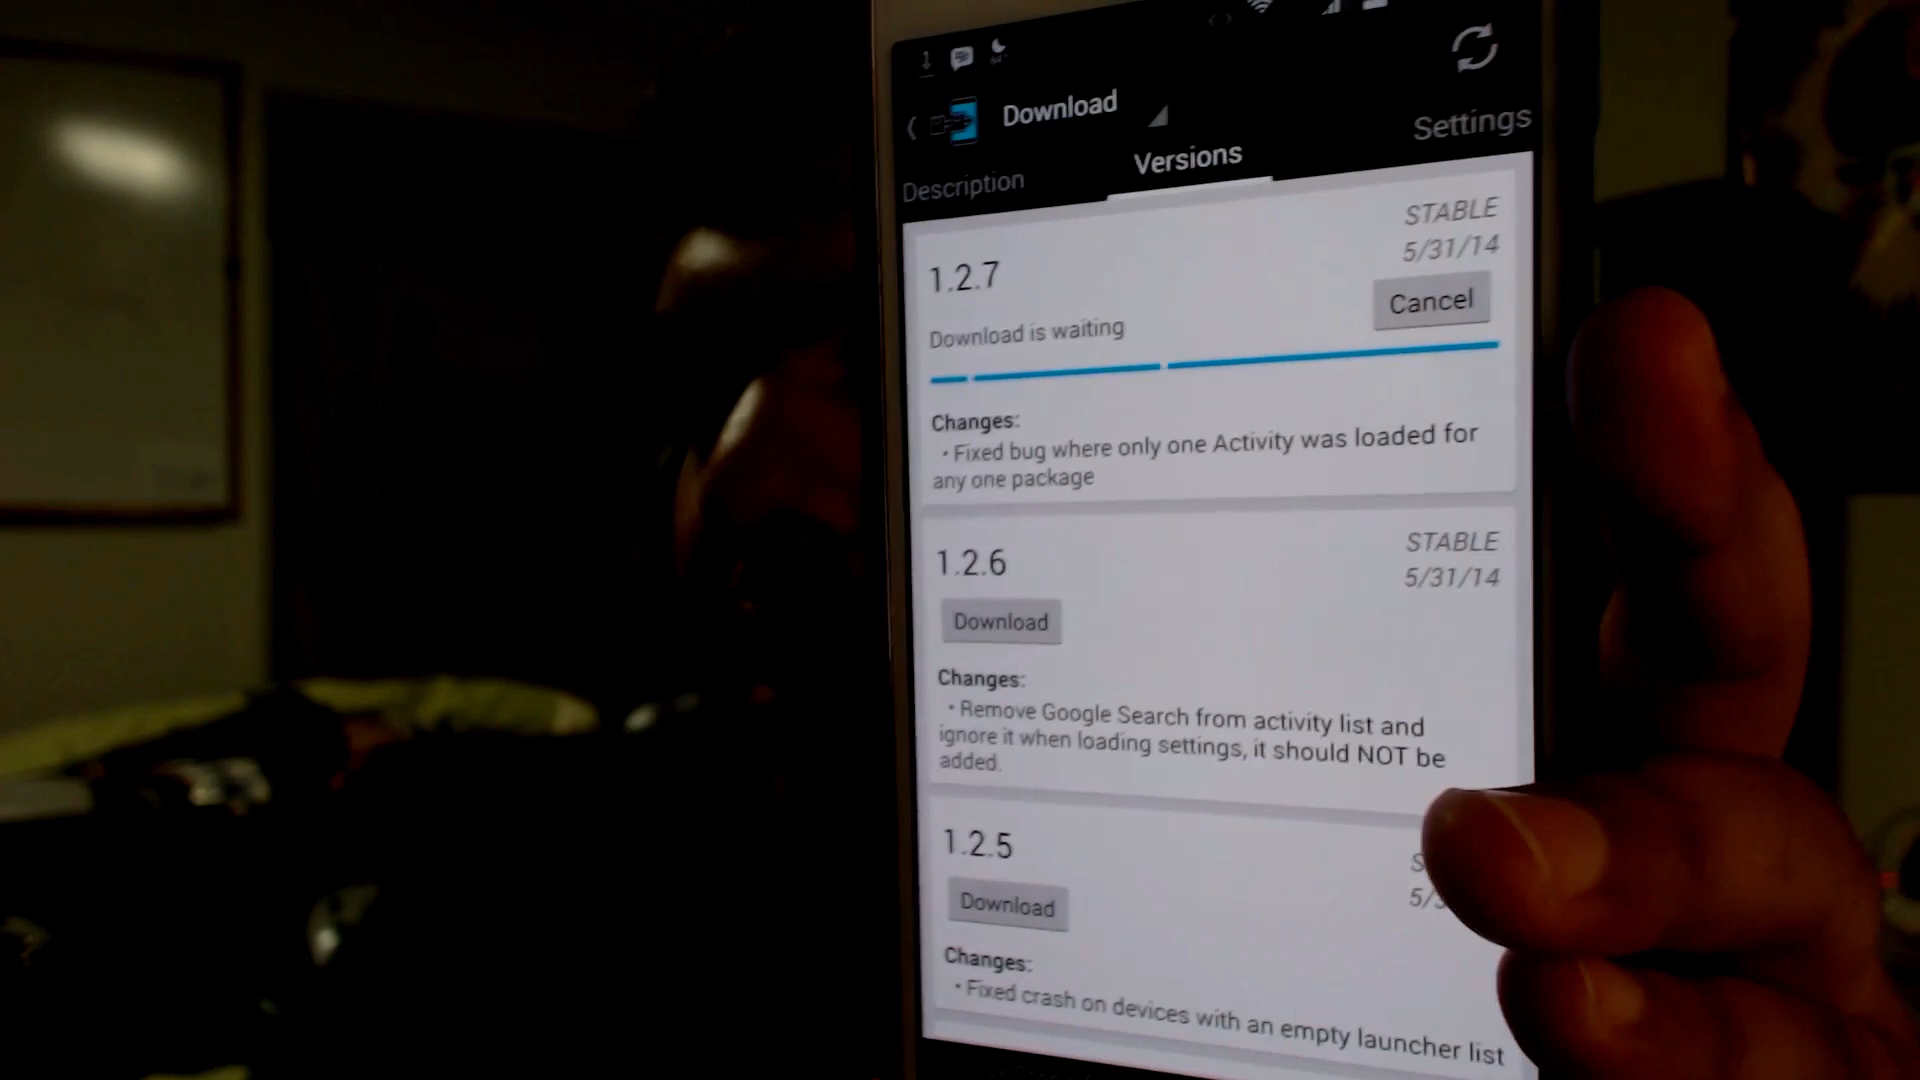 Download
Settings
Versions
Description
STABLE
5/31/14
1.2.7
Cancel
Download is waiting
Changes:
• Fixed bug where only one Activity was loaded for
any one package
STABLE
5/31/14
1.2.6
Download
Changes:
• Remove Google Search from activity list and
ignore it when loading settings, it should NOT be
added.
1.2.5
Download
Changes:
• Fixed crash on devices with an empty launcher list